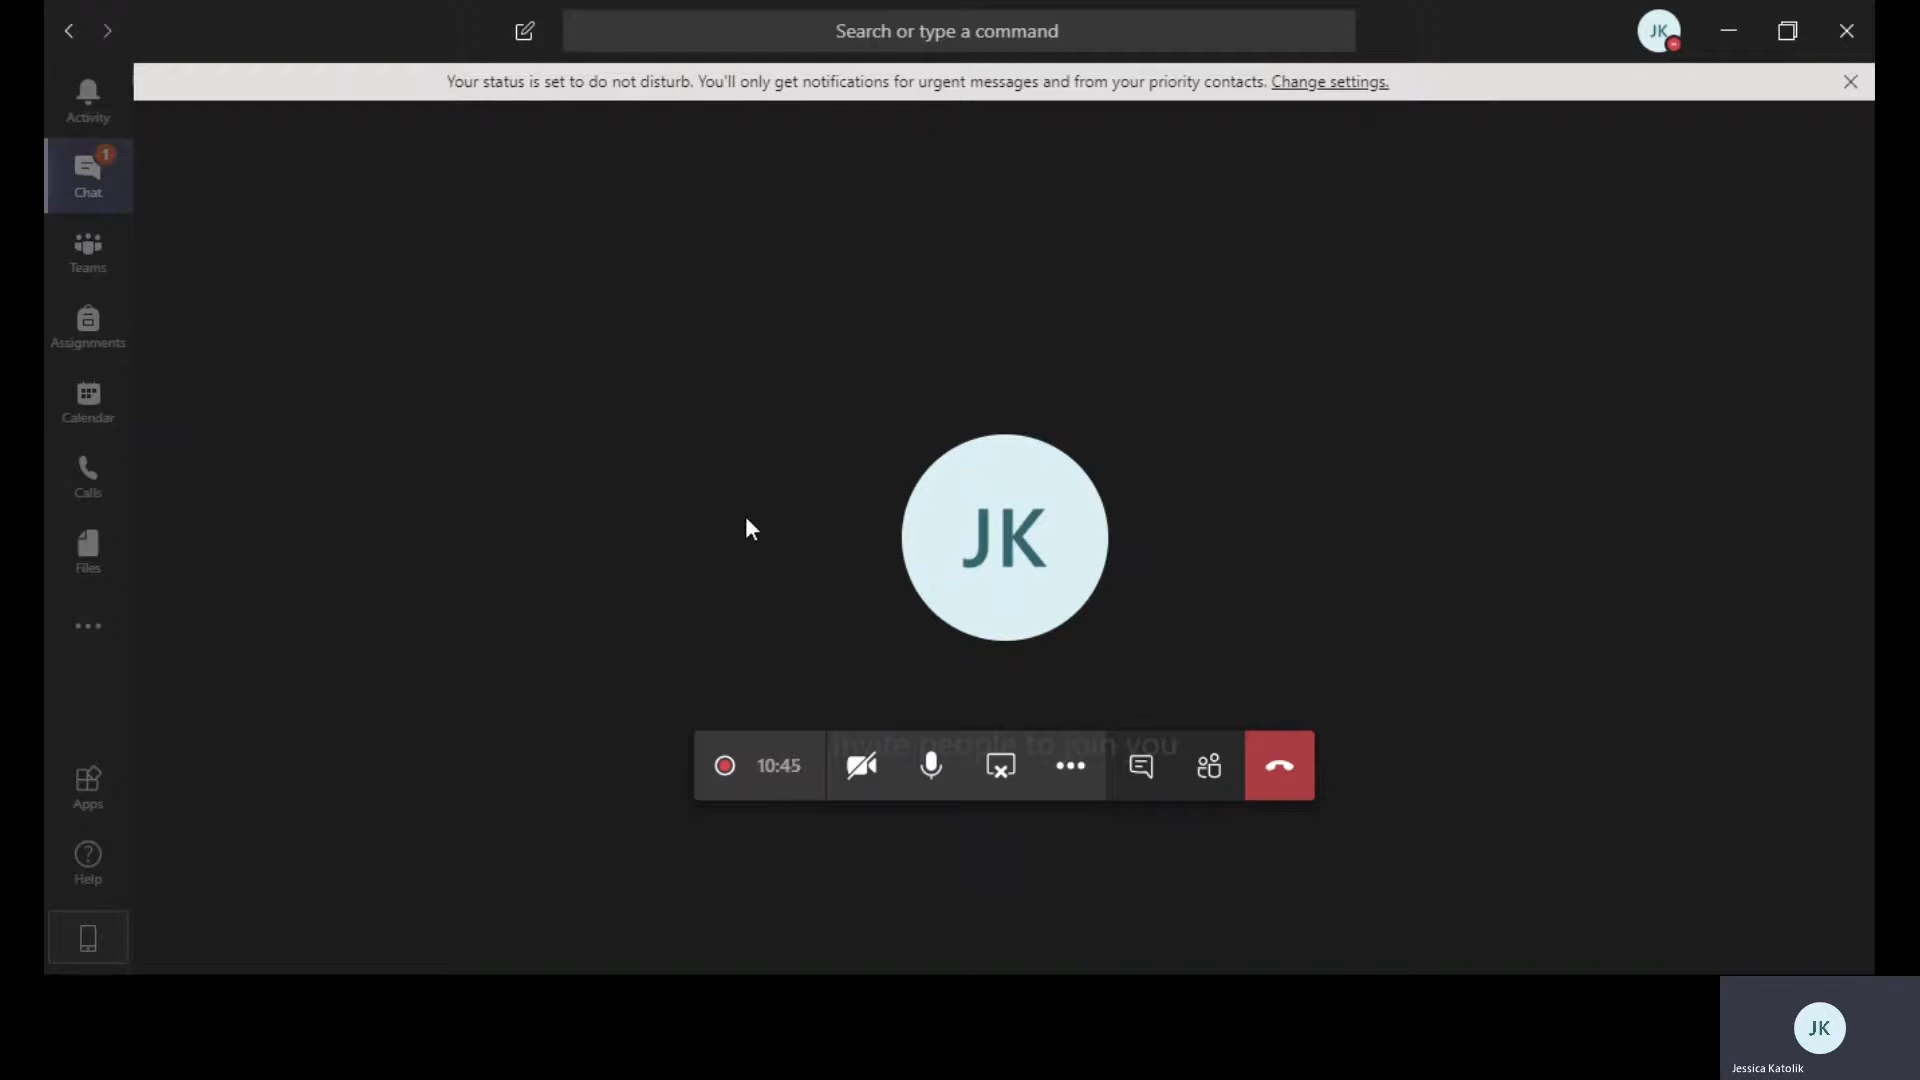 Search or type a command
JK
Your status is set to do not disturb. You'll only get notifications for urgent messages and from your priority contacts. Change settings.
Activity
1
Chat
Teams
Assignments
Calendar
Calls
Files
JK
Invite people to join you
10:45
Apps
Help
JK
Jessica Katolik